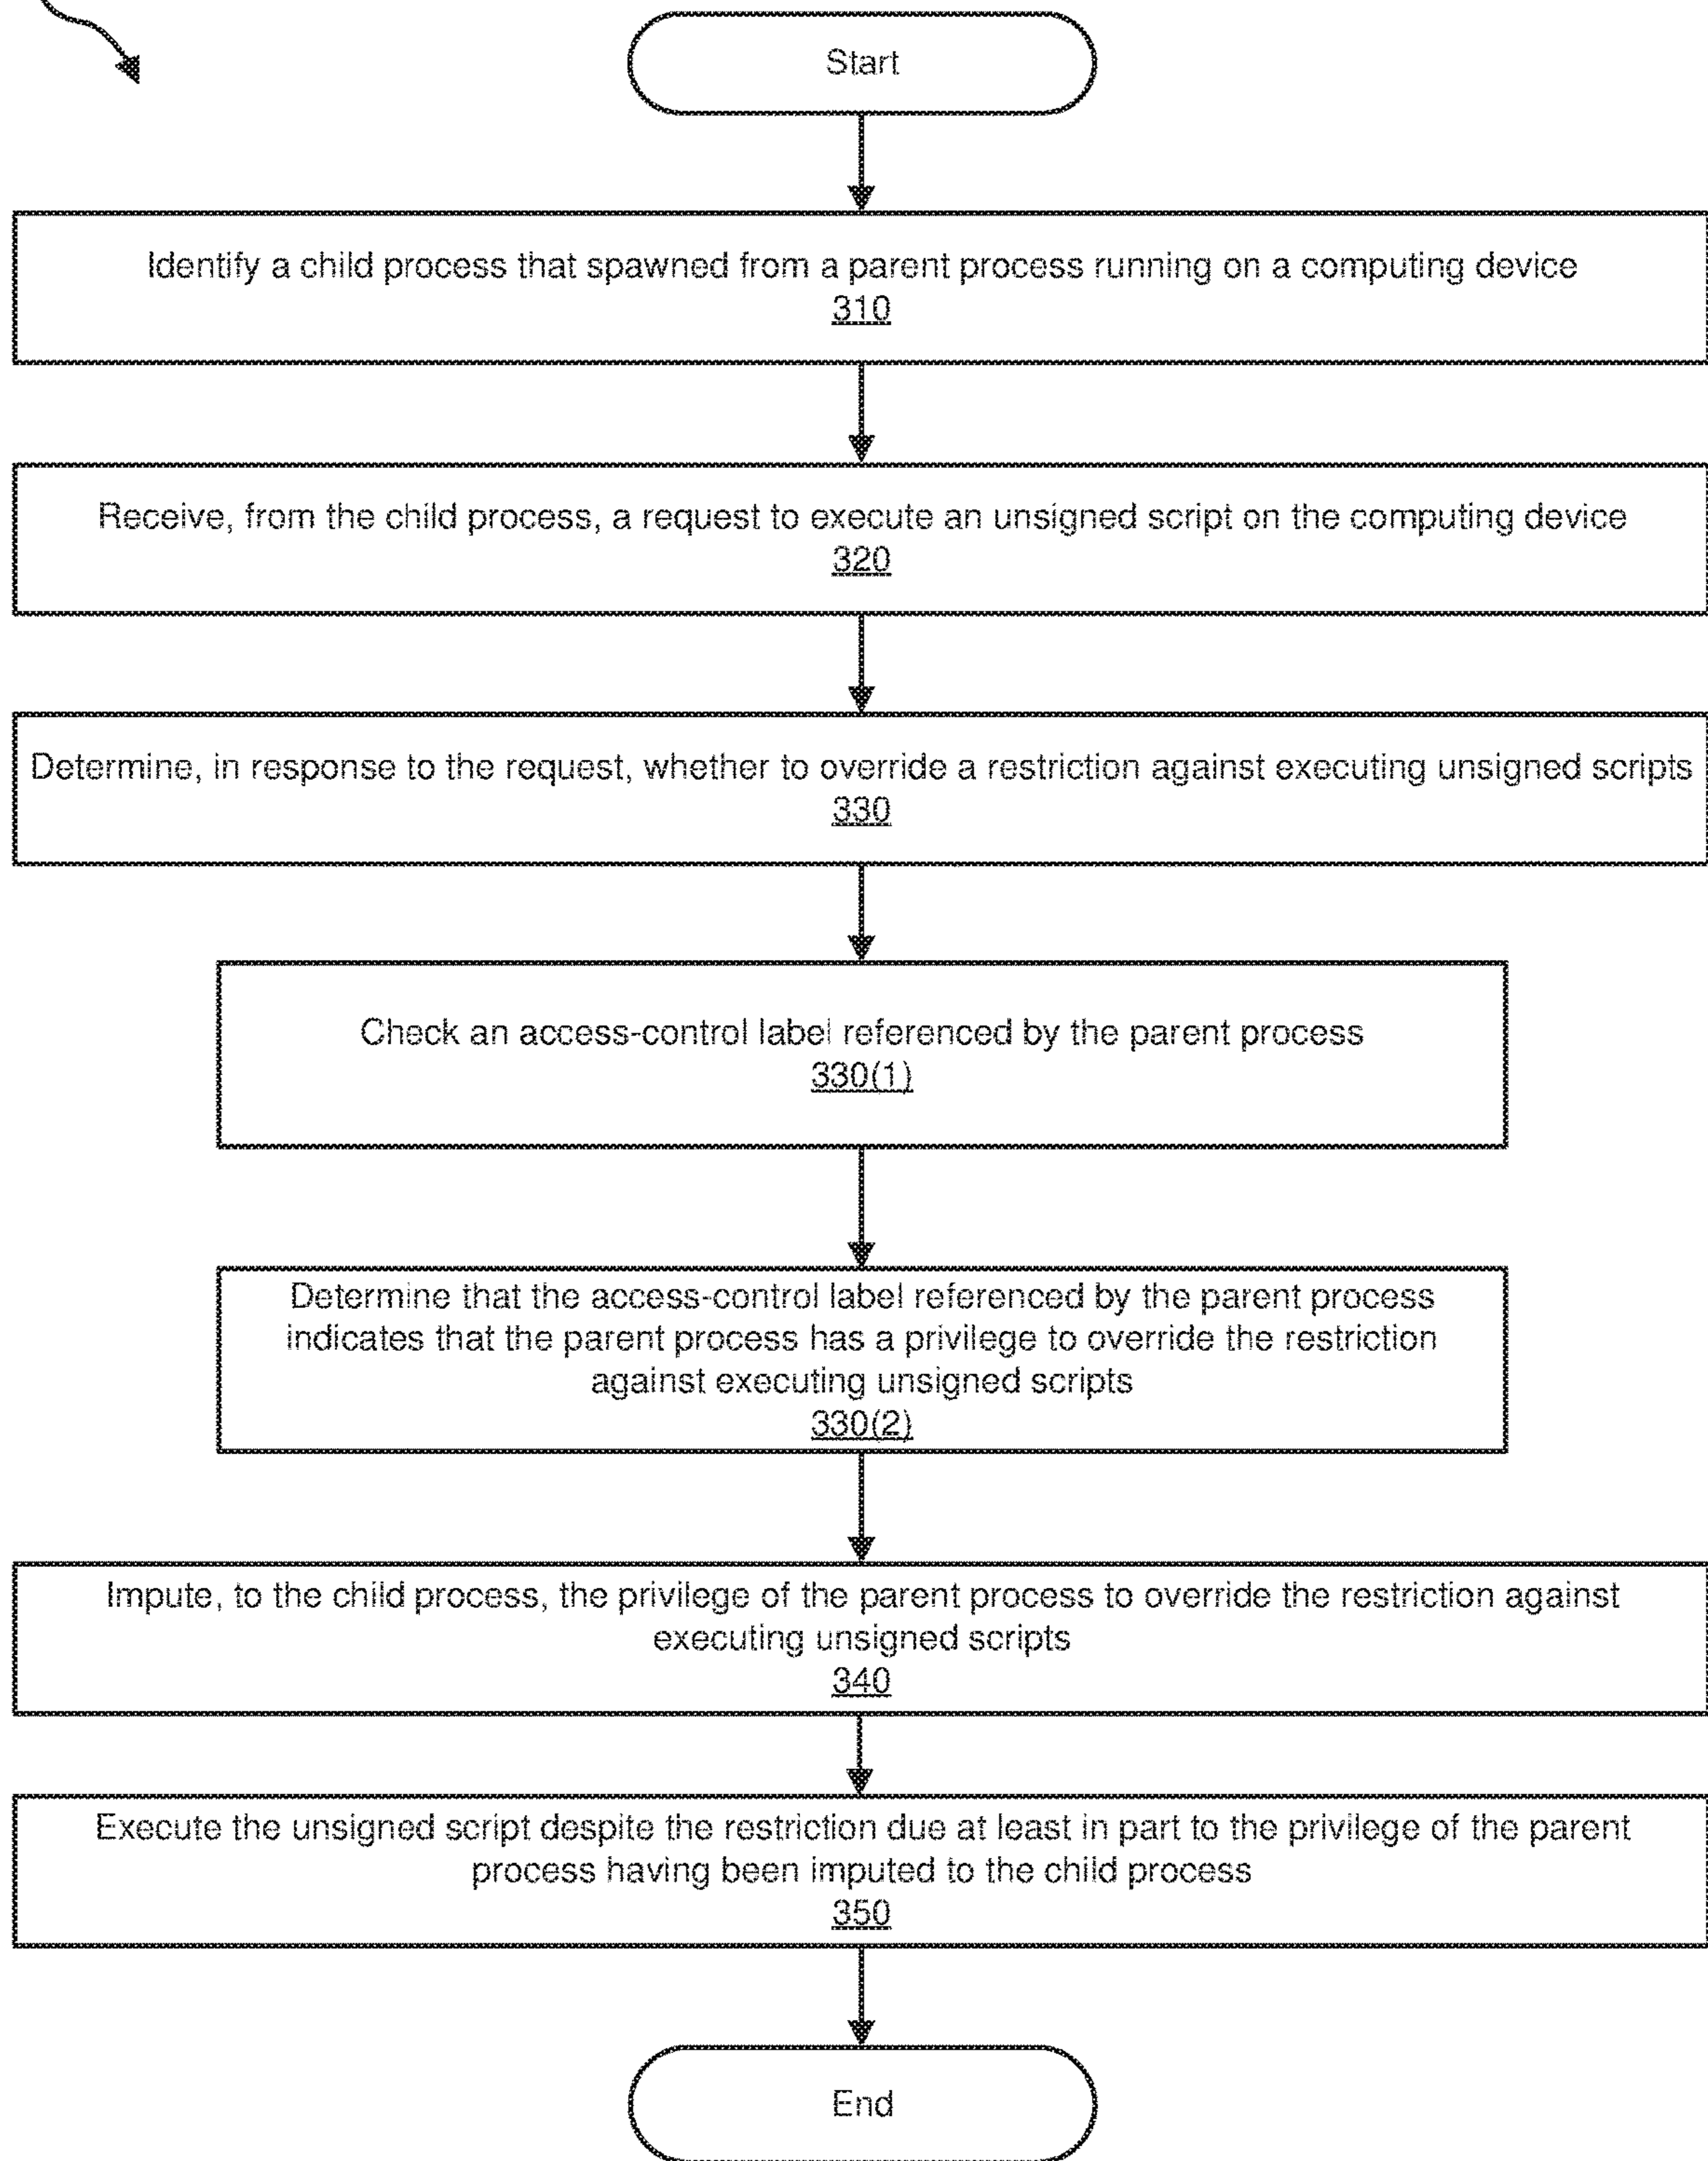 Start
Identify a child process that spawned from a parent process running on a computing device
310
Receive, from the child process, a request to execute an unsigned script on the computing device
320
Determine, in response to the request, whether to override a restriction against executing unsigned scripts
330
Check an access-control label referenced by the parent process
330(1)
Determine that the access-control label referenced by the parent process
indicates that the parent process has a privilege to override the restriction
against executing unsigned scripts
330(2)
Impute, to the child process, the privilege of the parent process to override the restriction against
executing unsigned scripts
340
Execute the unsigned script despite the restriction due at least in part to the privilege of the parent
process having been imputed to the child process
350
End